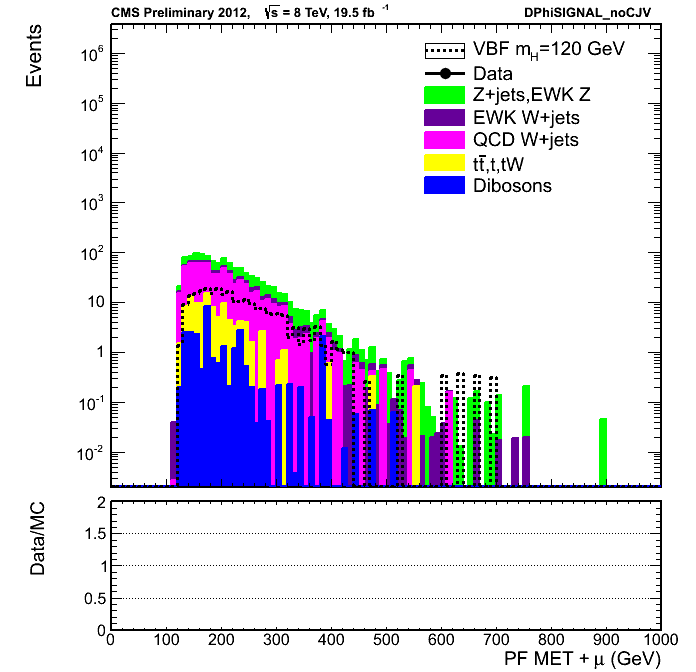 CMS Preliminary 2012, √s = 8 TeV, 19.5 fb⁻¹ DPhiSIGNAL_noCJV
Events
VBF m_H=120 GeV
Data
Z+jets,EWK Z
EWK W+jets
QCD W+jets
tt̄,t,tW
Dibosons
10⁶
10⁵
10⁴
10³
10²
10
1
10⁻¹
10⁻²
Data/MC
2
1.5
1
0.5
0
0 100 200 300 400 500 600 700 800 900 1000
PF MET + μ (GeV)